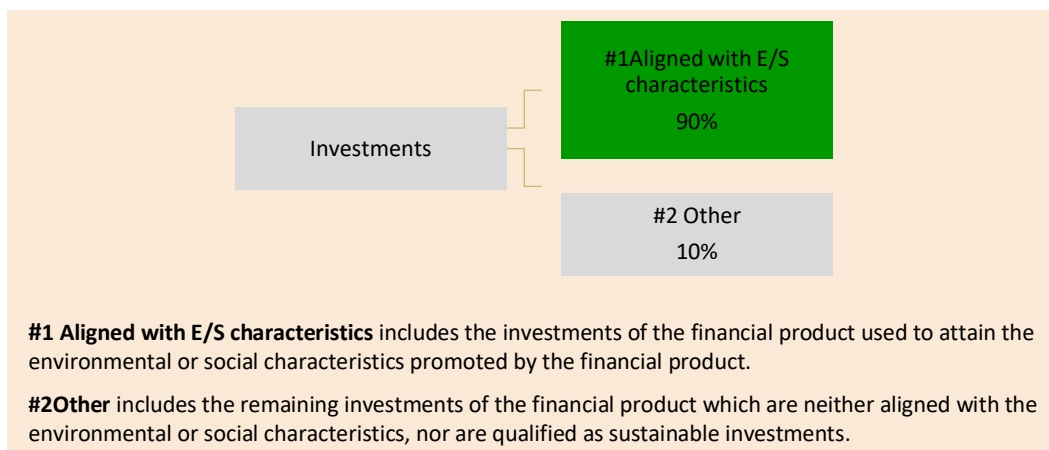 #1Aligned with E/S
characteristics
90%
Investments
#2 Other
10%
#1 Aligned with E/S characteristics includes the investments of the financial product used to attain the
environmental or social characteristics promoted by the financial product.
#2Other includes the remaining investments of the financial product which are neither aligned with the
environmental or social characteristics, nor are qualified as sustainable investments.